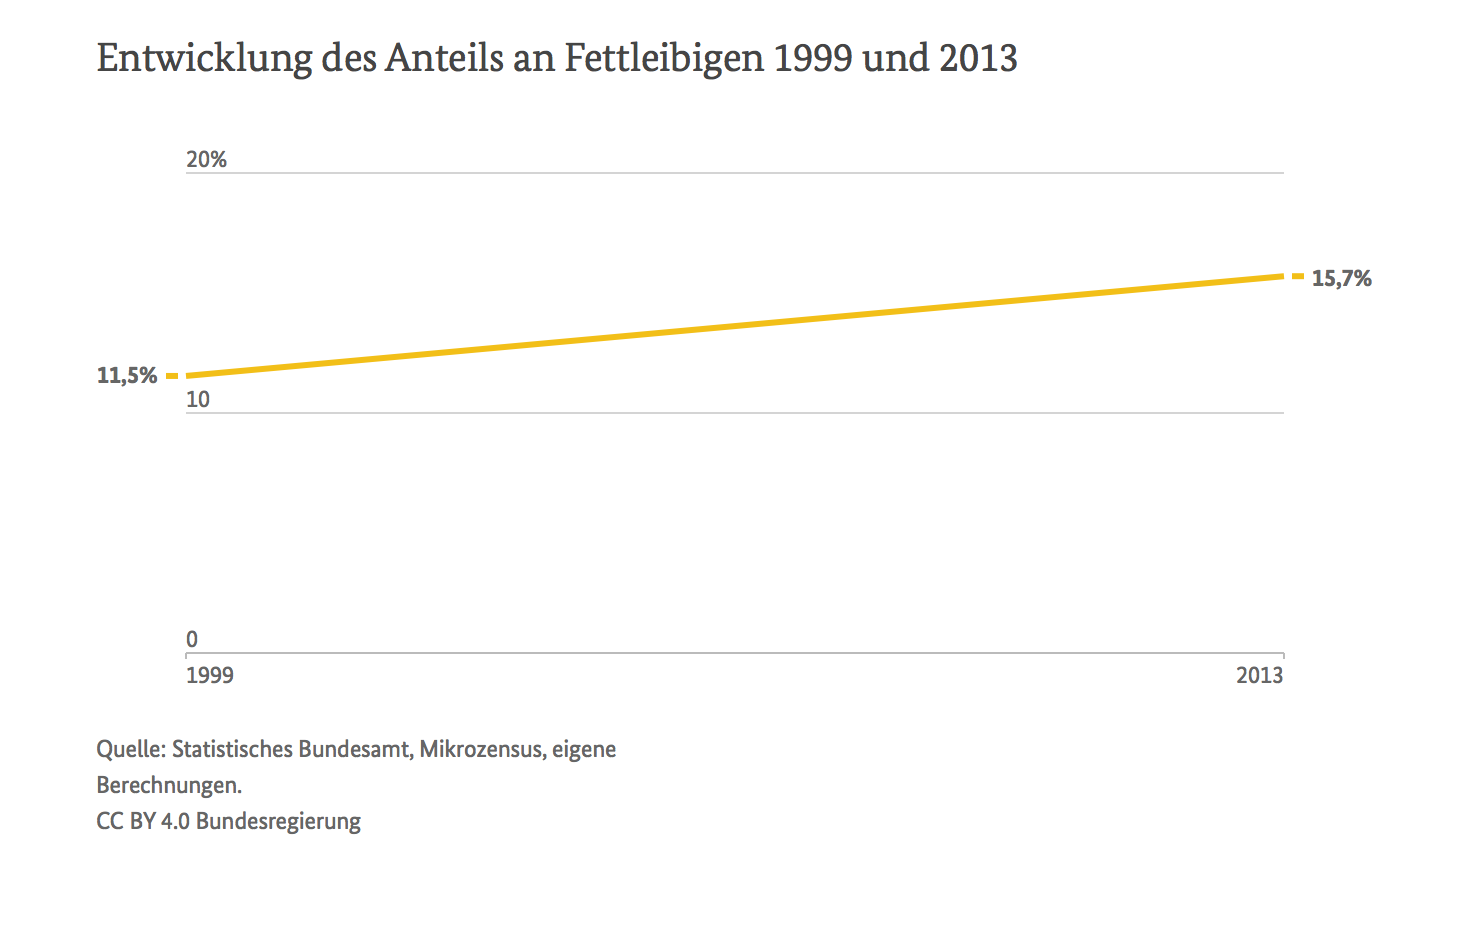 Entwicklung des Anteils an Fettleibigen 1999 und 2013
20%
15,7%
11,5%
10
0
1999
2013
Quelle: Statistisches Bundesamt, Mikrozensus, eigene
Berechnungen.
CC BY 4.0 Bundesregierung